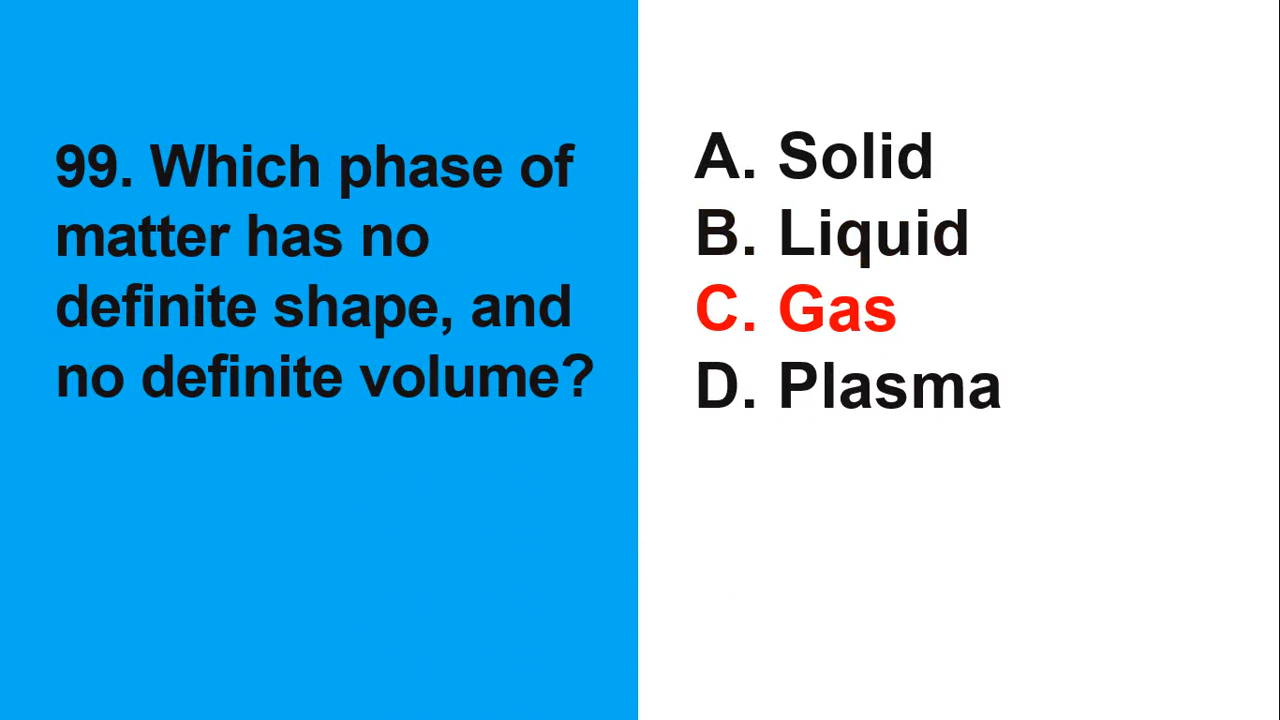 99. Which phase of
matter has no
definite shape, and
no definite volume?
A. Solid
B. Liquid
C. Gas
D. Plasma